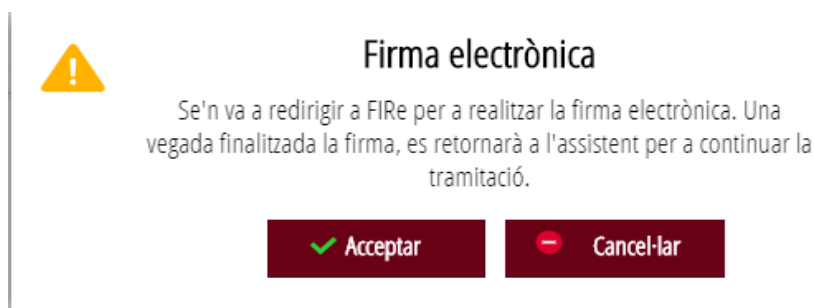 Firma electrònica
Se'n va a redirigir a FIRe per a realitzar la firma electrònica. Una
vegada finalitzada la firma, es retornarà a l'assistent per a continuar la
tramitació.
Acceptar
Cancel·lar